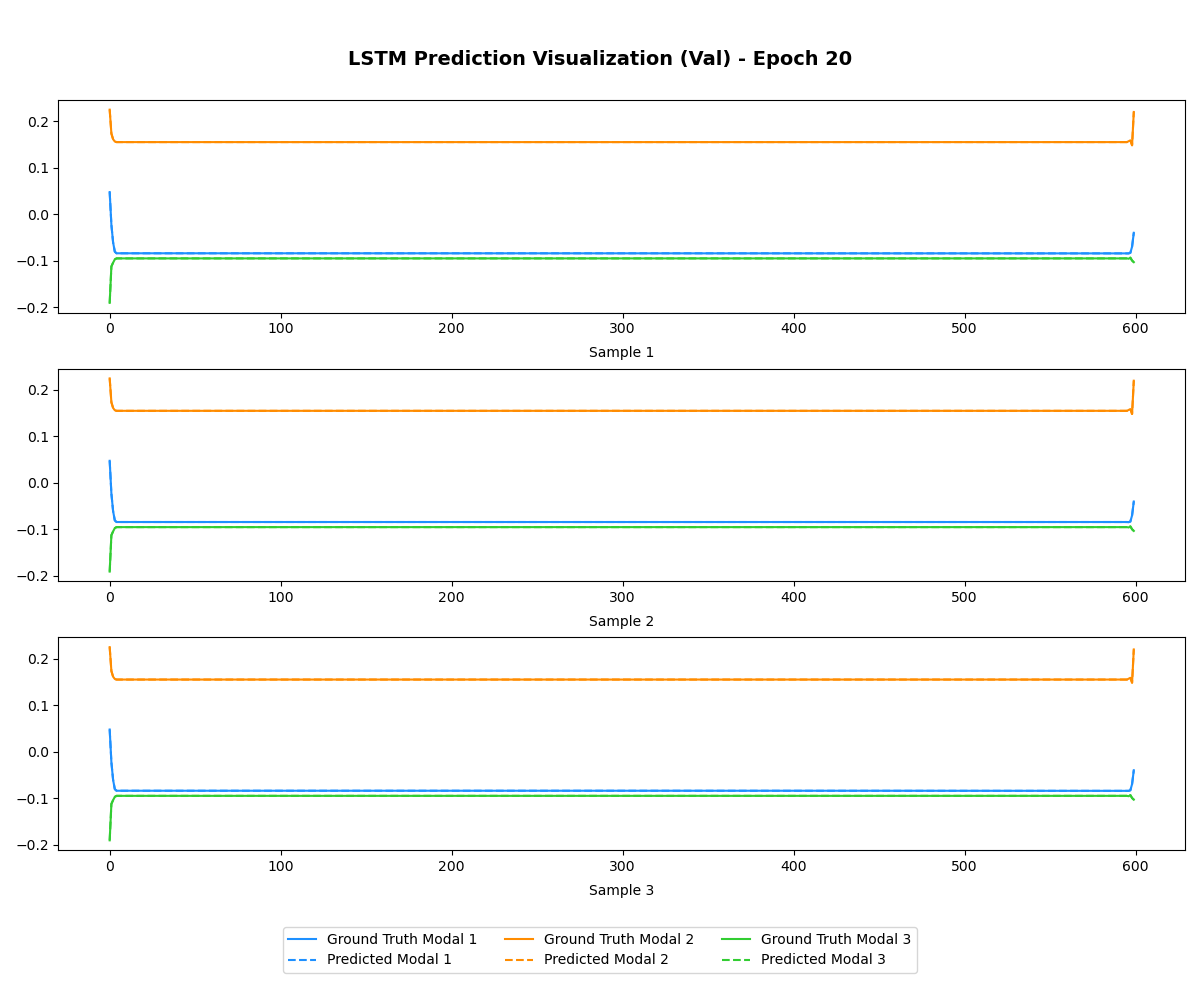 LSTM Prediction Visualization (Val) - Epoch 20
0.2
0.1
0.0
−0.1
−0.2
0 100 200 300 400 500 600
Sample 1
0.2
0.1
0.0
−0.1
−0.2
0 100 200 300 400 500 600
Sample 2
0.2
0.1
0.0
−0.1
−0.2
0 100 200 300 400 500 600
Sample 3
Ground Truth Modal 1 Ground Truth Modal 2 Ground Truth Modal 3
Predicted Modal 1 Predicted Modal 2 Predicted Modal 3